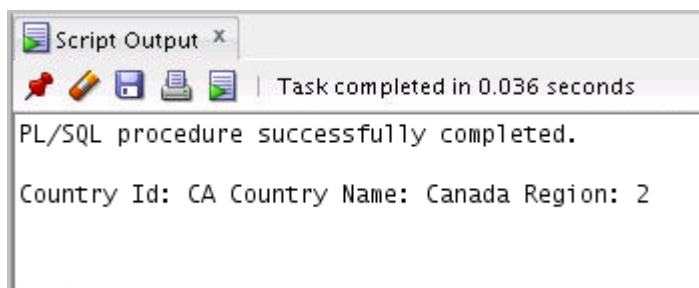 Script Output x
Task completed in 0.036 seconds
PL/SQL procedure successfully completed.
Country Id: CA Country Name: Canada Region: 2